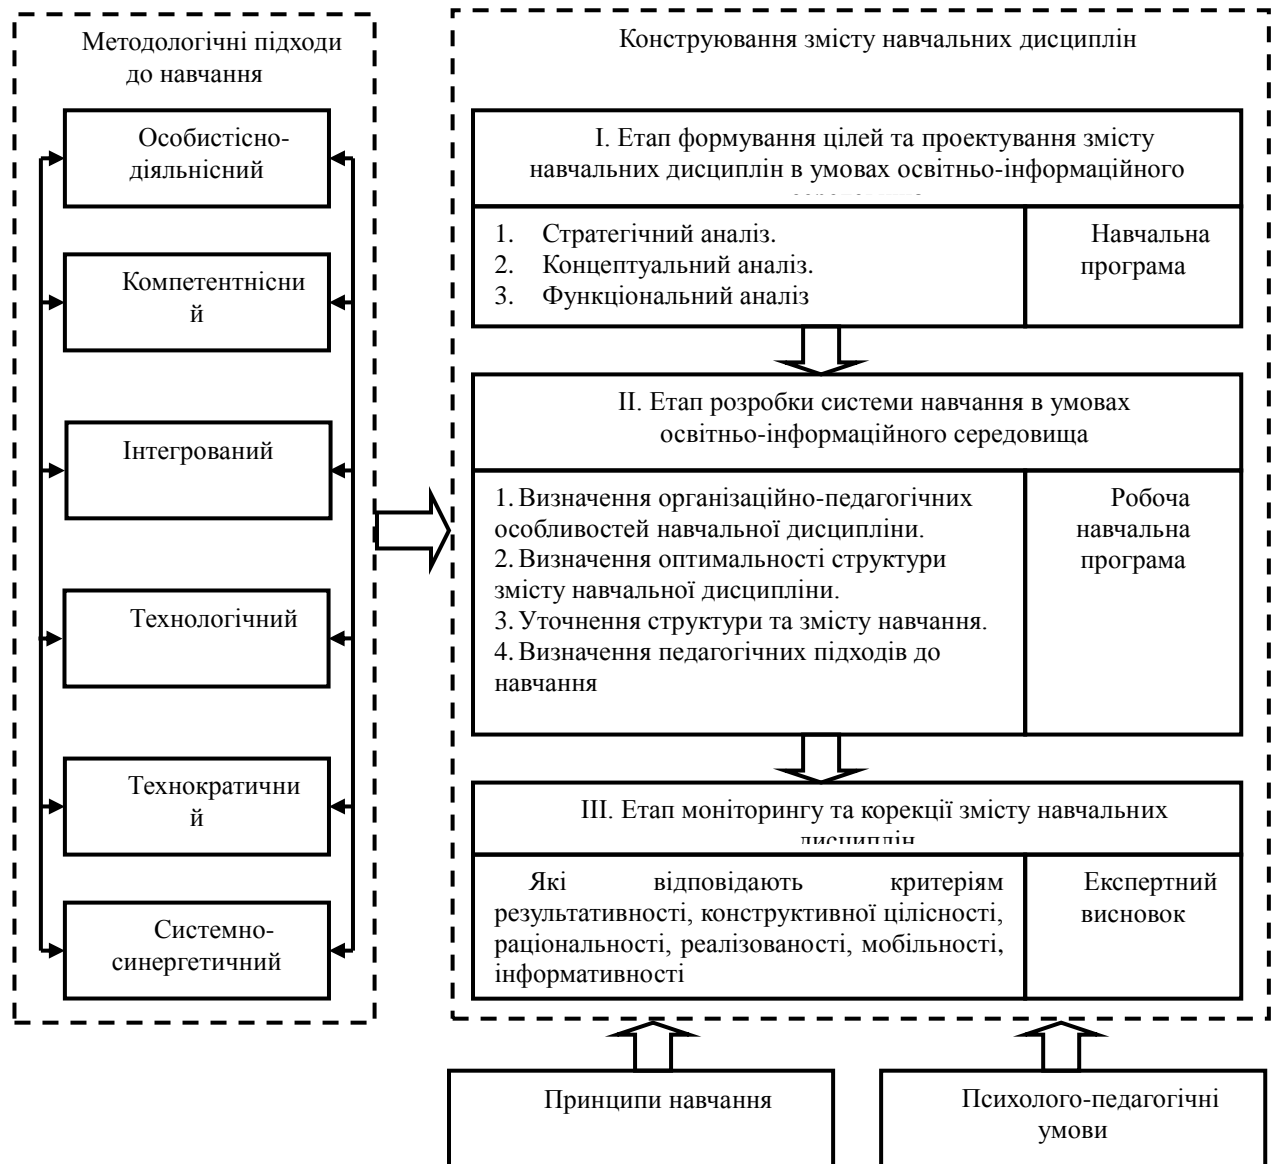 Методологічні підходи
до навчання
Особистісно-
діяльнісний
Компетентнісни
й
Інтегрований
Технологічний
Технократичн
ий
Системно-
синергетичний
Конструювання змісту навчальних дисциплін
І. Етап формування цілей та проектування змісту
навчальних дисциплін в умовах освітньо-інформаційного
1. Стратегічний аналіз.
2. Концептуальний аналіз.
3. Функціональний аналіз
Навчальна
програма
ІІ. Етап розробки системи навчання в умовах
освітньо-інформаційного середовища
1. Визначення організаційно-педагогічних
особливостей навчальної дисципліни.
2. Визначення оптимальності структури
змісту навчальної дисципліни.
3. Уточнення структури та змісту навчання.
4. Визначення педагогічних підходів до
навчання
Робоча
навчальна
програма
ІІІ. Етап моніторингу та корекції змісту навчальних
дисциплін
Які відповідають критеріям
результативності, конструктивної цілісності,
раціональності, реалізованості, мобільності,
інформативності
Експертний
висновок
Принципи навчання
Психолого-педагогічні
умови